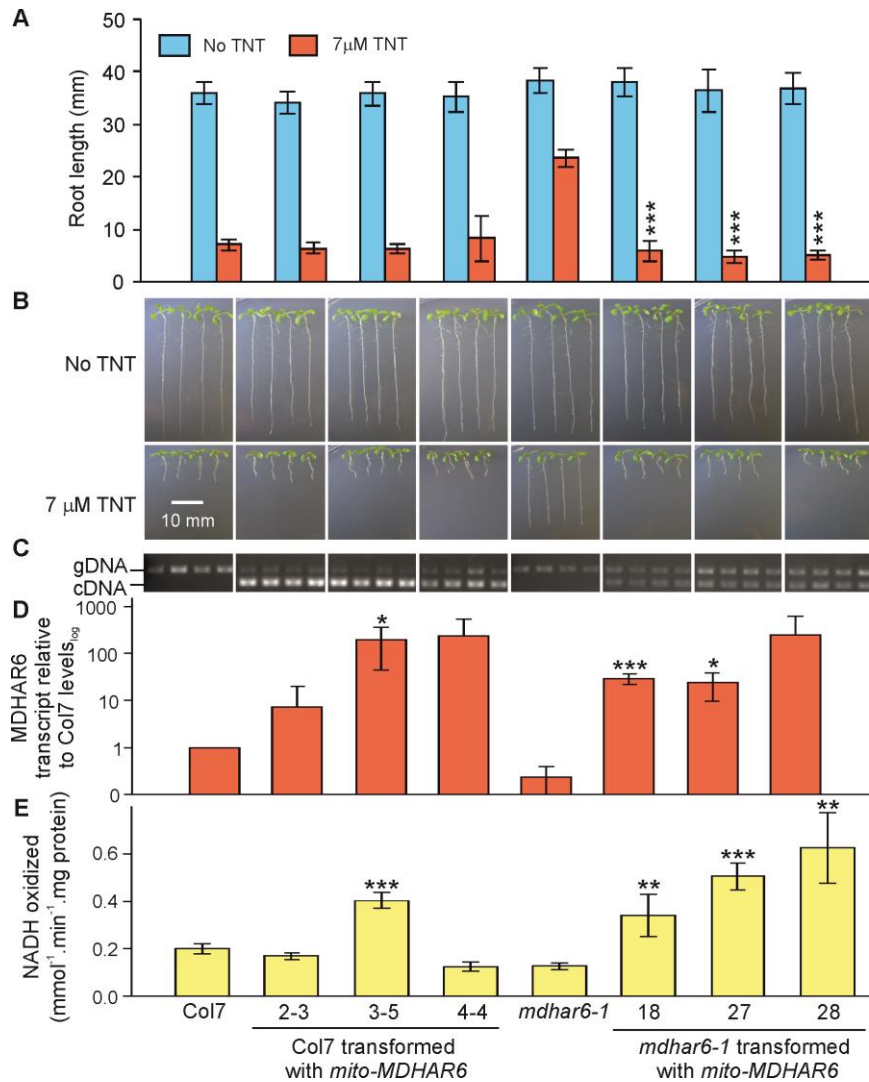 A
50
40
30
20
10
0
Root length (mm)
No TNT
7μM TNT
***
***
***
B
No TNT
7 μM TNT
10 mm
C
gDNA
cDNA
D
1000
100
10
1
0
MDHAR6
transcript relative
to Col7 levels log
*
***
*
E
0.6
0.4
0.2
0.0
NADH oxidized
(mmol⁻¹.min⁻¹.mg protein)
***
**
***
**
Col7
2-3
3-5
4-4
mdhar6-1
18
27
28
Col7 transformed
with mito-MDHAR6
mdhar6-1 transformed
with mito-MDHAR6